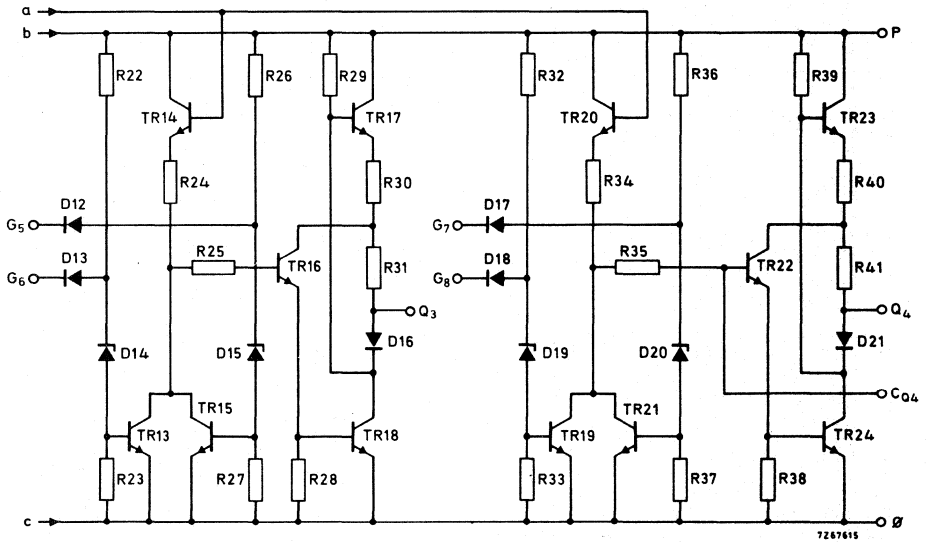 a
b P
R22 R26 R29 R32 R36 R39
TR14 TR17 TR20 TR23
R24 R30 R34 R40
D12 D17
G5 G7
D13 R25 TR16 R31 D18 R35 TR22 R41
G6 G8
Q3 Q4
D14 D15 D16 D19 D20 D21
CQ4
TR15 TR21
TR13 TR18 TR19 TR24
R23 R27 R28 R33 R37 R38
c Ø
7Z67615